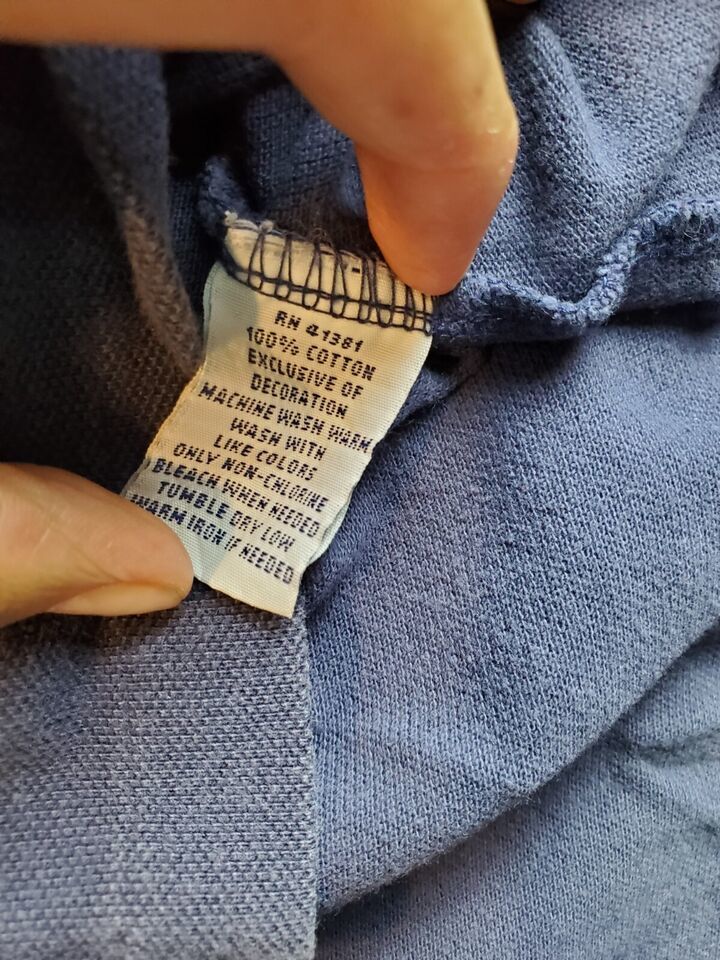 RN 41381
100% COTTON
EXCLUSIVE OF
DECORATION
MACHINE WASH WARM
WASH WITH
LIKE COLORS
ONLY NON-CHLORINE
BLEACH WHEN NEEDED
TUMBLE DRY LOW
WARM IRON IF NEEDED